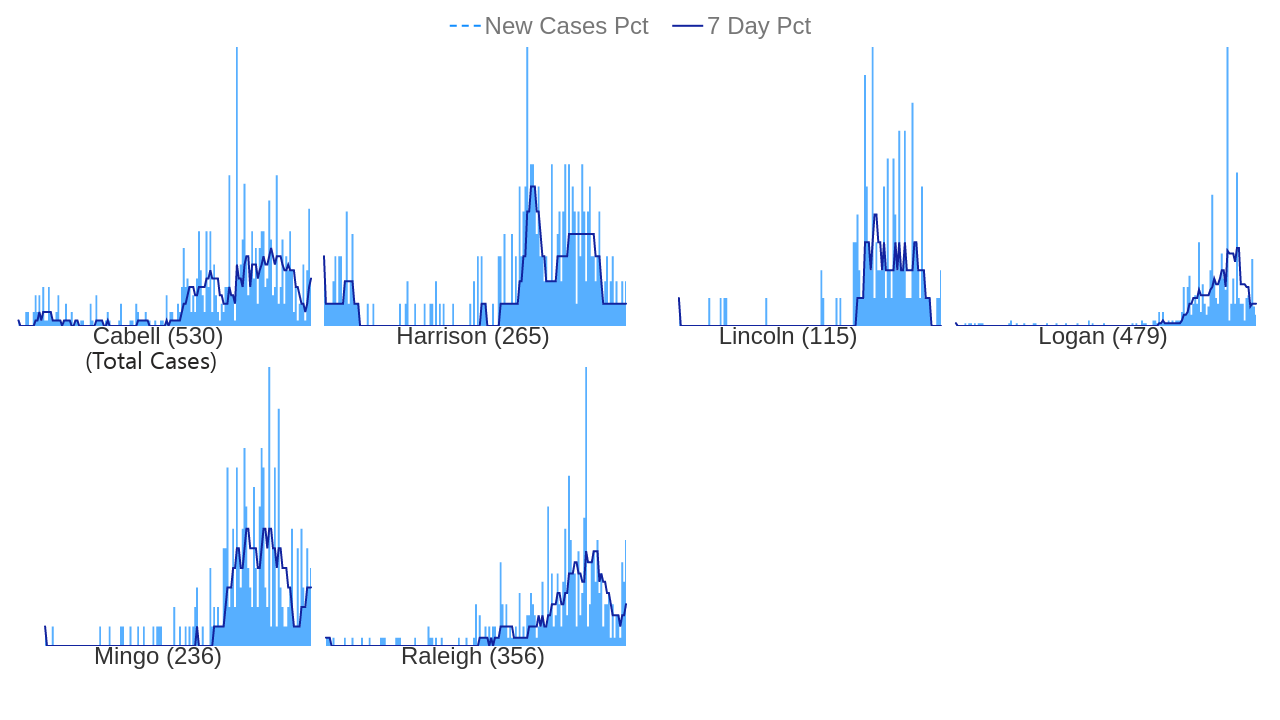 New Cases Pct 7 Day Pct
Cabell (530) Harrison (265) Lincoln (115) Logan (479)
(Total Cases)
Mingo (236) Raleigh (356)